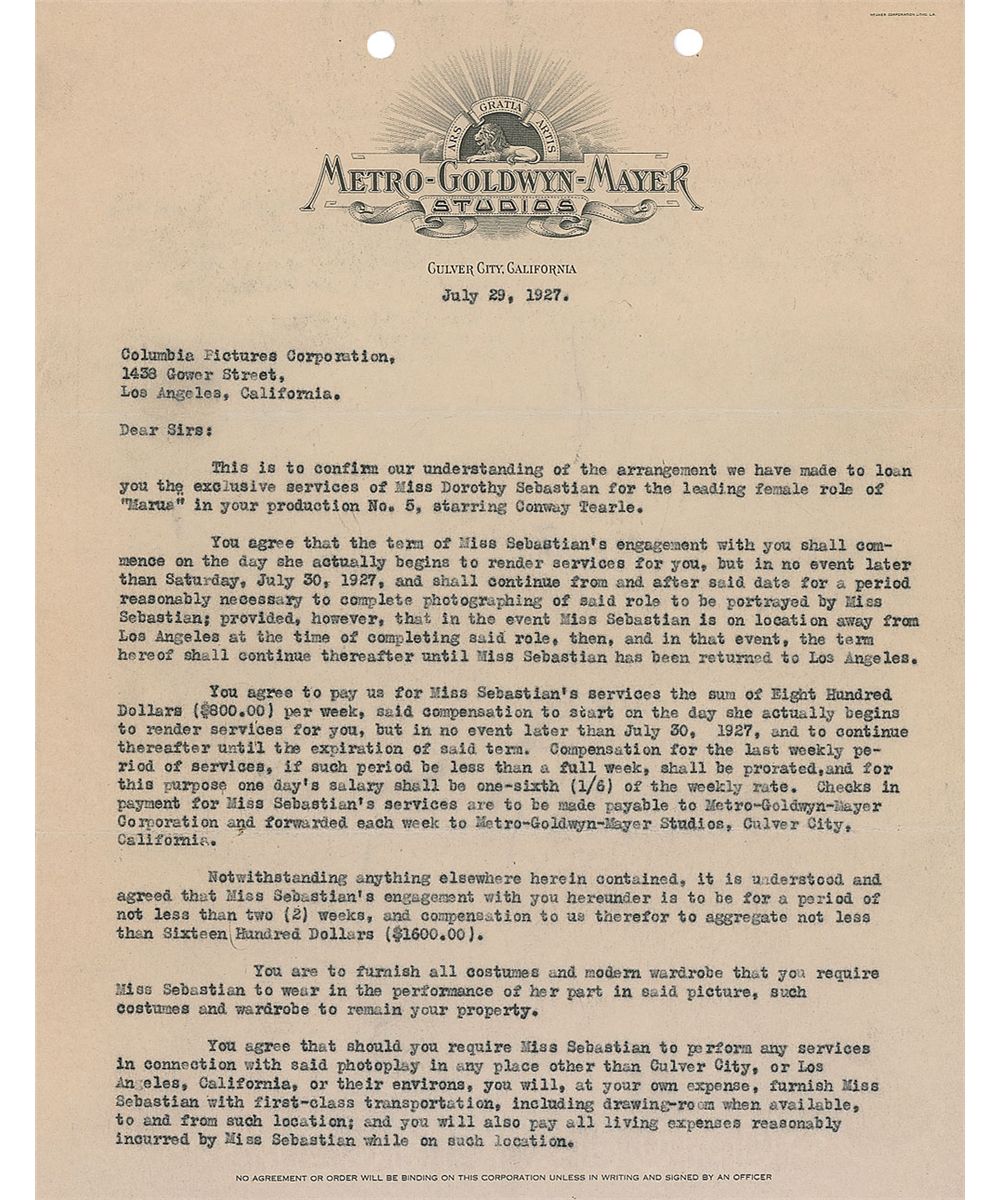 NEUNER CORPORATION LITHO. L.A.
ARS GRATIA ARTIS
METRO-GOLDWYN-MAYER
STUDIOS
CULVER CITY, CALIFORNIA
July 29, 1927.
Columbia Pictures Corporation,
1438 Gower Street,
Los Angeles, California.
Dear Sirs:
This is to confirm our understanding of the arrangement we have made to loan
you the exclusive services of Miss Dorothy Sebastian for the leading female role of
"Marua" in your production No. 5, starring Conway Tearle.
You agree that the term of Miss Sebastian's engagement with you shall com-
mence on the day she actually begins to render services for you, but in no event later
than Saturday, July 30, 1927, and shall continue from and after said date for a period
reasonably necessary to complete photographing of said role to be portrayed by Miss
Sebastian; provided, however, that in the event Miss Sebastian is on location away from
Los Angeles at the time of completing said role, then, and in that event, the term
hereof shall continue thereafter until Miss Sebastian has been returned to Los Angeles.
You agree to pay us for Miss Sebastian's services the sum of Eight Hundred
Dollars ($800.00) per week, said compensation to start on the day she actually begins
to render services for you, but in no event later than July 30, 1927, and to continue
thereafter until the expiration of said term. Compensation for the last weekly pe-
riod of services, if such period be less than a full week, shall be prorated,and for
this purpose one day's salary shall be one-sixth (1/6) of the weekly rate. Checks in
payment for Miss Sebastian's services are to be made payable to Metro-Goldwyn-Mayer
Corporation and forwarded each week to Metro-Goldwyn-Mayer Studios, Culver City,
California.
Notwithstanding anything elsewhere herein contained, it is understood and
agreed that Miss Sebastian's engagement with you hereunder is to be for a period of
not less than two (2) weeks, and compensation to us therefor to aggregate not less
than Sixteen Hundred Dollars ($1600.00).
You are to furnish all costumes and modern wardrobe that you require
Miss Sebastian to wear in the performance of her part in said picture, such
costumes and wardrobe to remain your property.
You agree that should you require Miss Sebastian to perform any services
in connection with said photoplay in any place other than Culver City, or Los
Angeles, California, or their environs, you will, at your own expense, furnish Miss
Sebastian with first-class transportation, including drawing-room when available,
to and from such location; and you will also pay all living expenses reasonably
incurred by Miss Sebastian while on such location.
NO AGREEMENT OR ORDER WILL BE BINDING ON THIS CORPORATION UNLESS IN WRITING AND SIGNED BY AN OFFICER